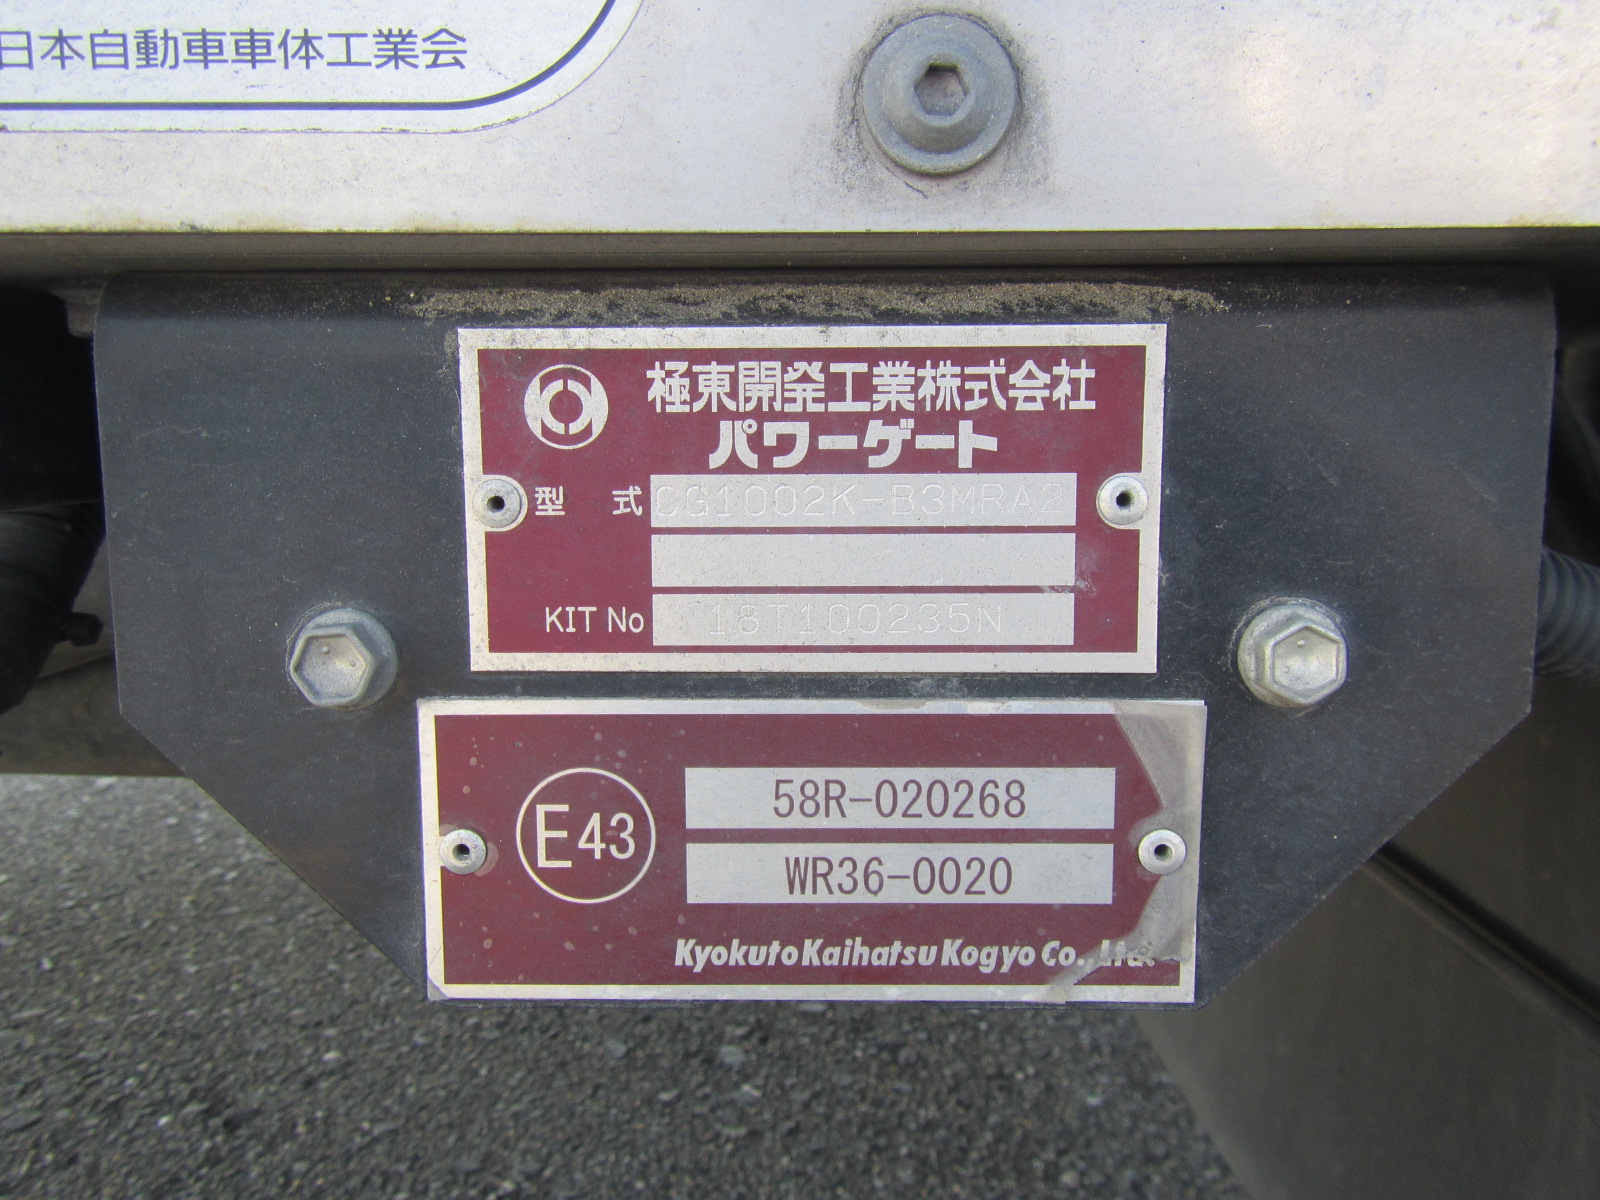 日本自動車車体工業会
極東開発工業株式会社
パワーゲート
型 式 CG1002K-B3MRA2
KIT No 18T100235N
E43
58R-020268
WR36-0020
Kyokuto Kaihatsu Kogyo Co., Ltd.